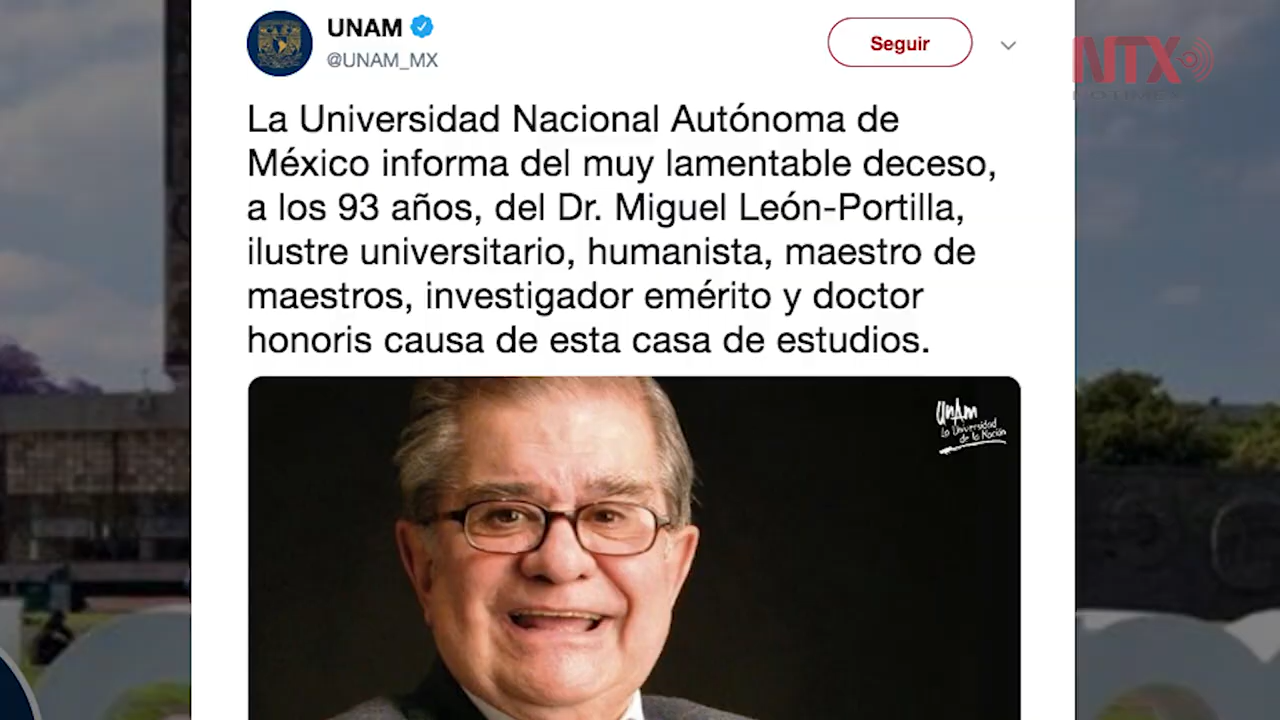 UNAM
@UNAM_MX
Seguir
NTX
NOTIMEX
La Universidad Nacional Autónoma de
México informa del muy lamentable deceso,
a los 93 años, del Dr. Miguel León-Portilla,
ilustre universitario, humanista, maestro de
maestros, investigador emérito y doctor
honoris causa de esta casa de estudios.
UNAM
La Universidad
de la Nación